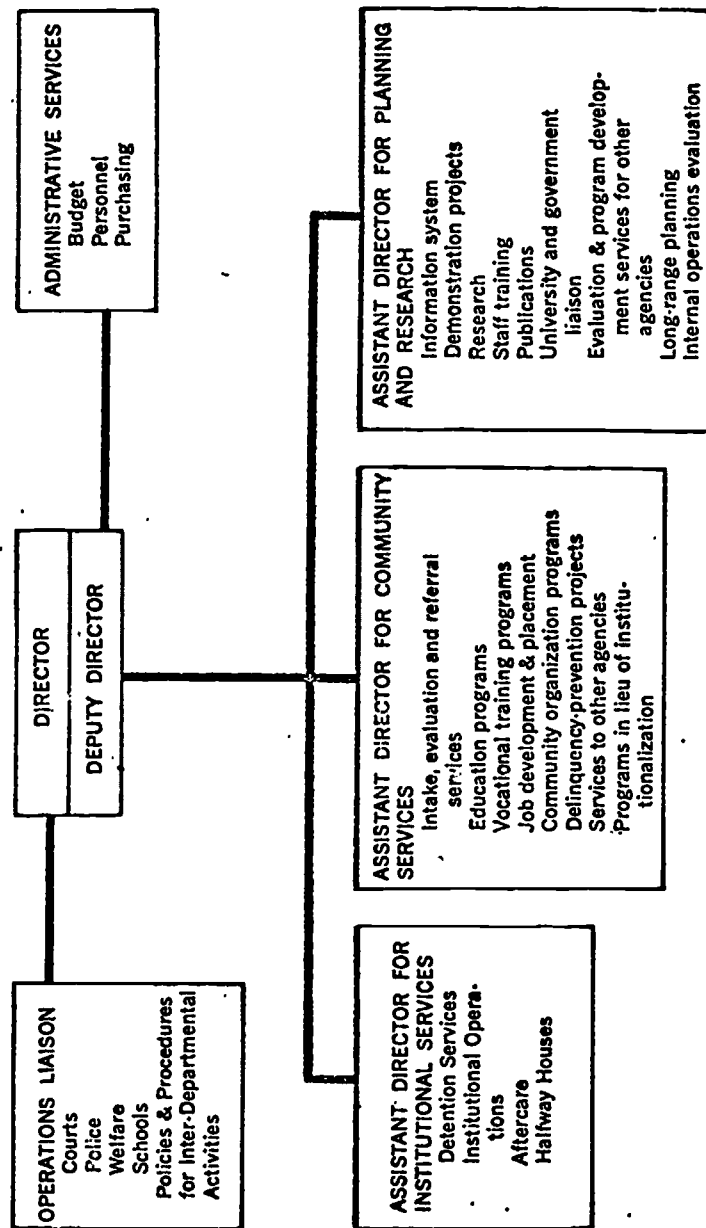 OPERATIONS LIAISON
Courts
Police
Welfare
Schools
Policies & Procedures
for Inter-Departmental
Activities
DIRECTOR
DEPUTY DIRECTOR
ADMINISTRATIVE SERVICES
Budget
Personnel
Purchasing
ASSISTANT DIRECTOR FOR
INSTITUTIONAL SERVICES
Detention Services
Institutional Opera-
tions
Aftercare
Halfway Houses
ASSISTANT DIRECTOR FOR COMMUNITY
SERVICES
Intake, evaluation and referral
services
Education programs
Vocational training programs
Job development & placement
Community organization programs
Delinquency-prevention projects
Services to other agencies
Programs in lieu of institu-
tionalization
ASSISTANT DIRECTOR FOR PLANNING
AND RESEARCH
Information system
Demonstration projects
Research
Staff training
Publications
University and government
liaison
Evaluation & program develop-
ment services for other
agencies
Long-range planning
Internal operations evaluation